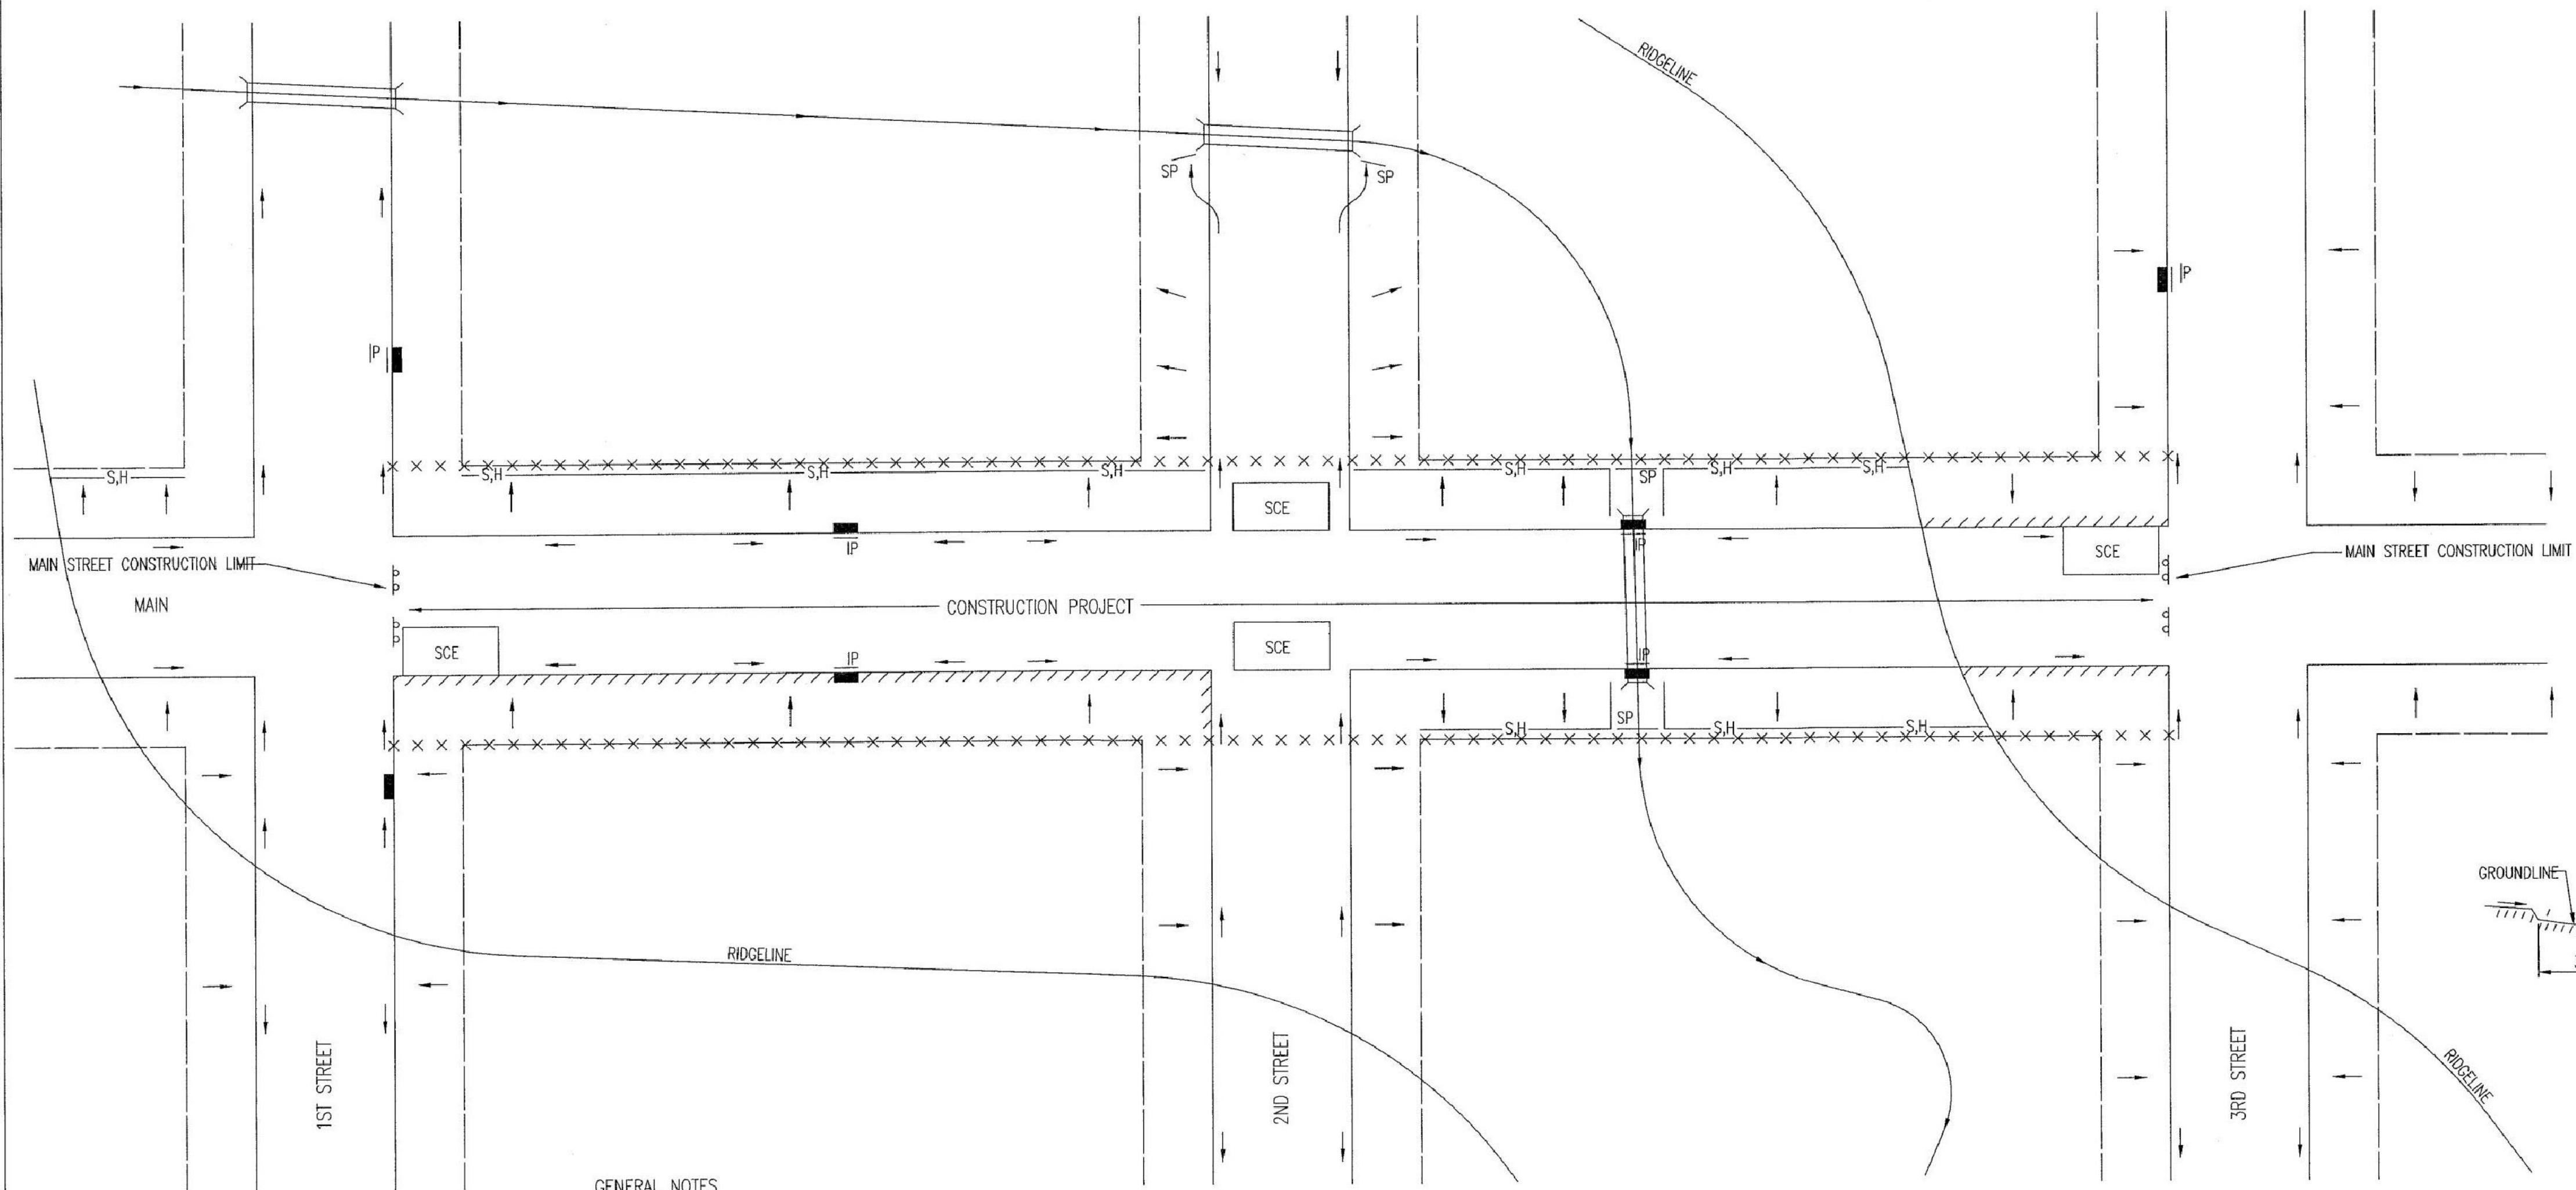 RIDGELINE
SP
SP
IP
IP
S,H
S,H
S,H
S,H
S,H
SP
S,H
S,H
SCE
IP
IP
SCE
MAIN STREET CONSTRUCTION LIMIT
MAIN STREET CONSTRUCTION LIMIT
MAIN
CONSTRUCTION PROJECT
SCE
IP
SCE
IP
S,H
SP
S,H
S,H
GROUNDLINE
RIDGELINE
1ST STREET
2ND STREET
3RD STREET
RIDGELINE
GENERAL NOTES